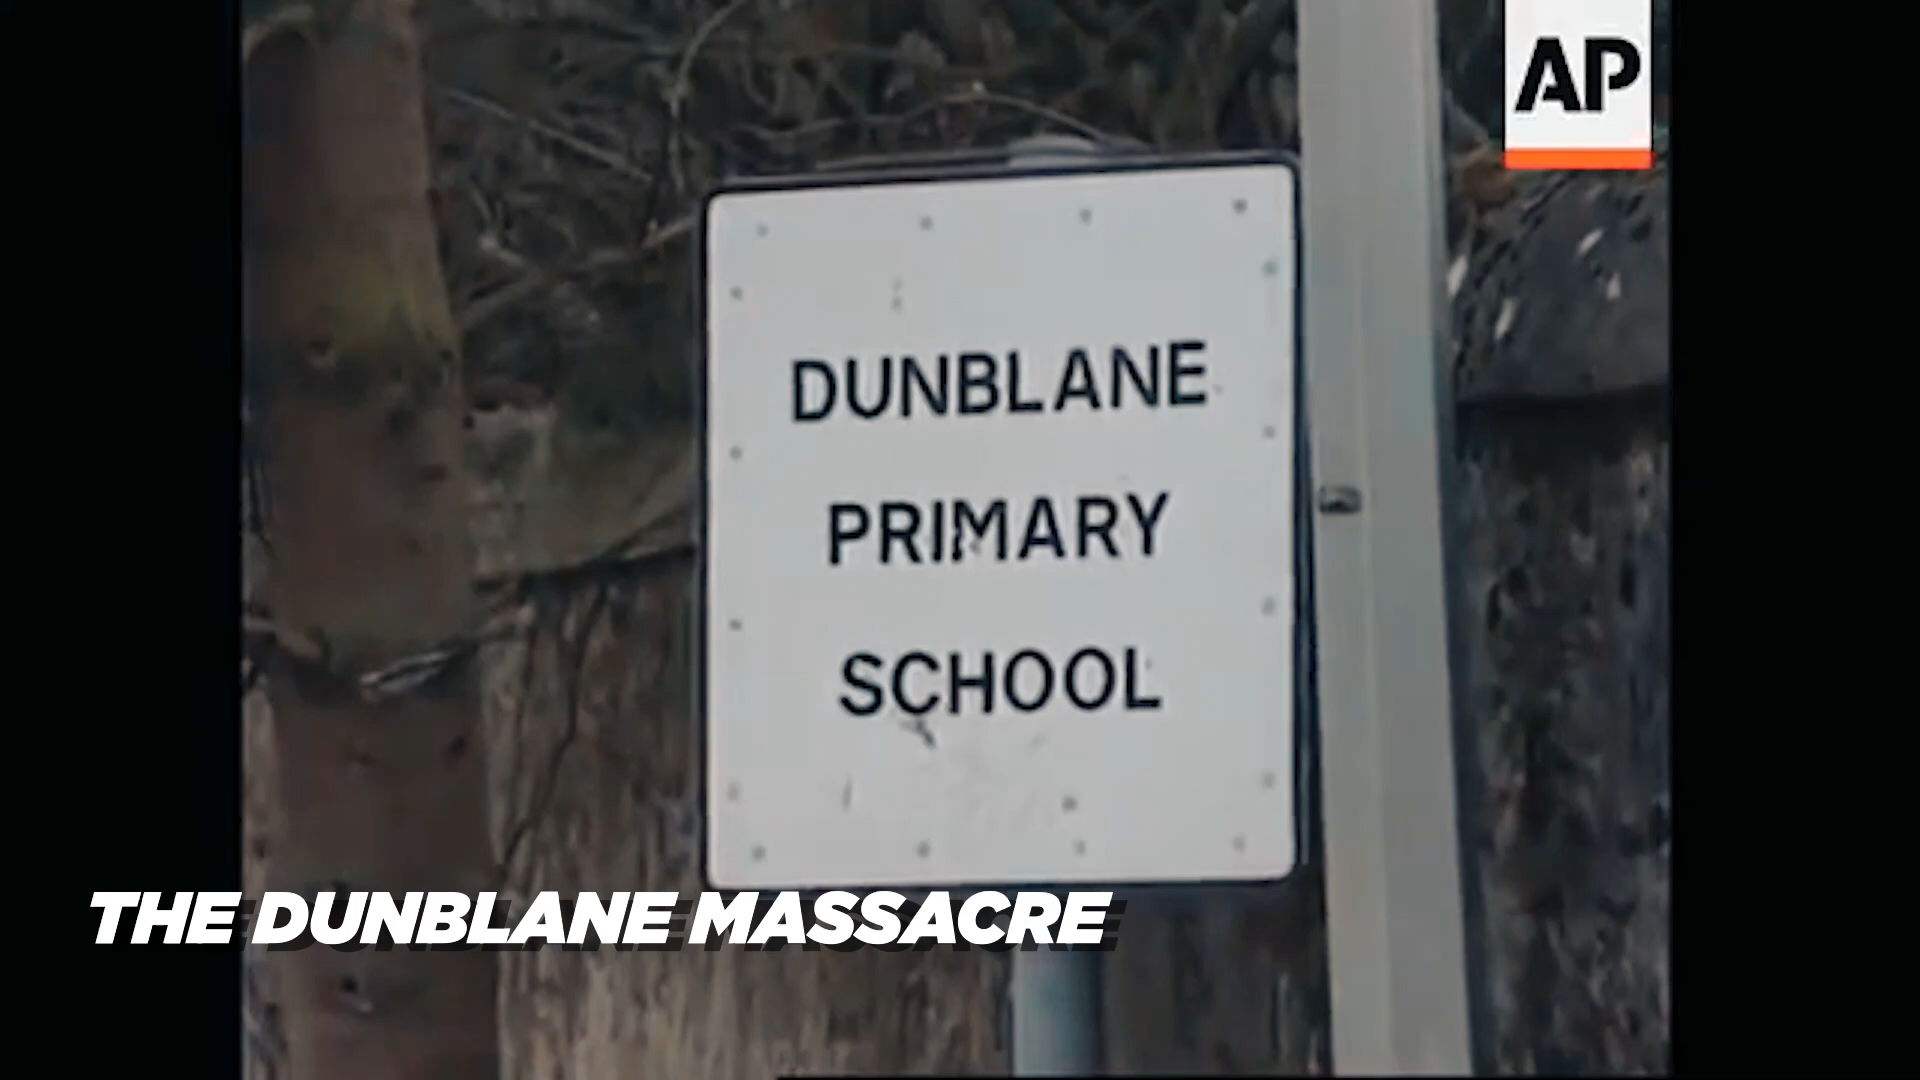 AP
DUNBLANE
PRIMARY
SCHOOL
THE DUNBLANE MASSACRE